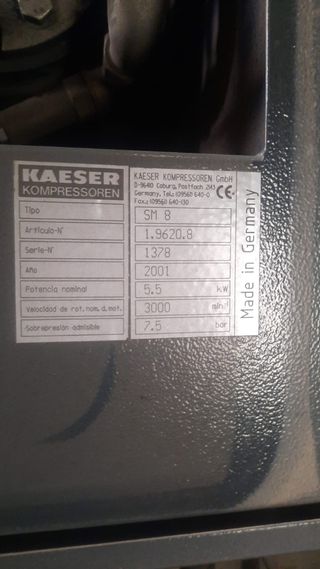 KAESER
KOMPRESSOREN
KAESER KOMPRESSOREN GmbH
D-96410 Coburg, Postfach 2143
Germany, Tel.: (09561) 640-0
Fax.: (09561) 640-130
CE
Tipo SM 8
Artículo-N° 1.9620.8
Serie-N° 1378
Año 2001
Potencia nominal 5.5 kW
Velocidad de rot. nom. d. mot. 3000 min-1
Sobrepresión admisible 7.5 bar
Made in Germany